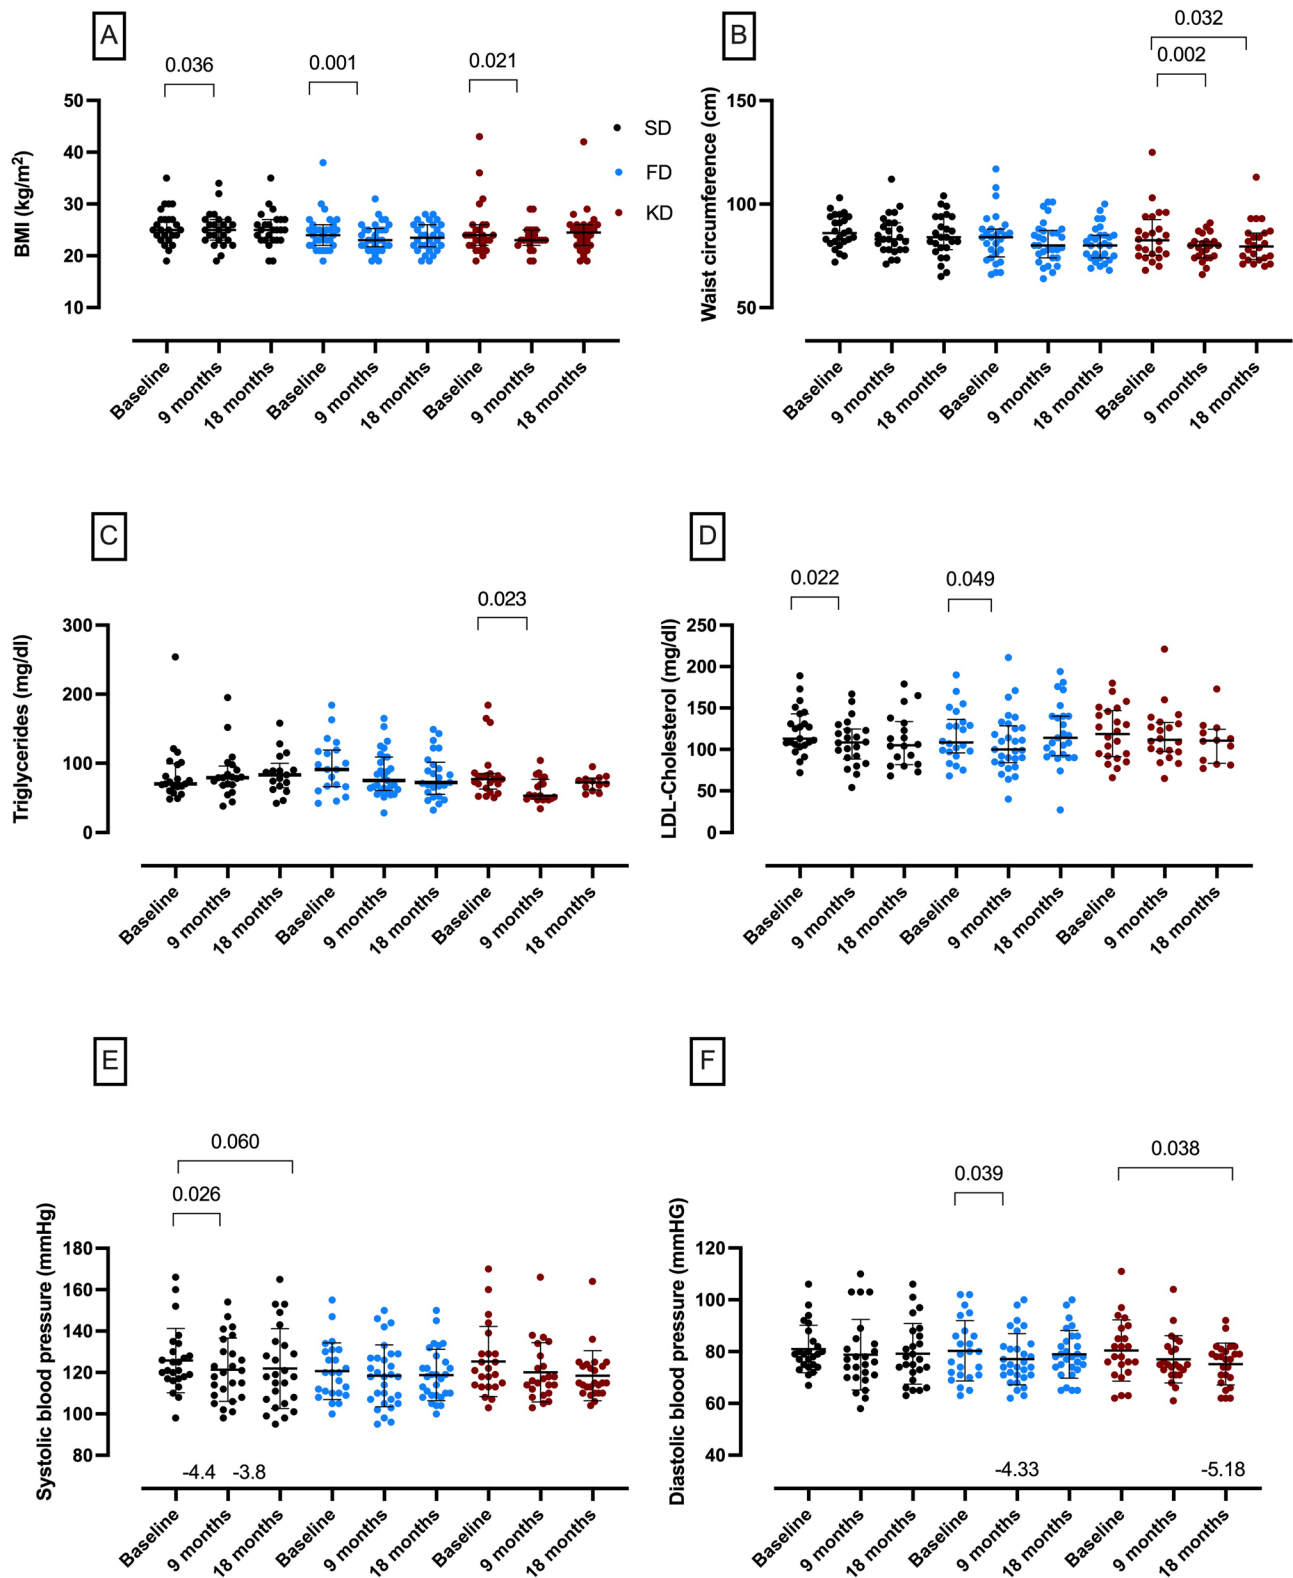 A
0.036
0.001
0.021
BMI (kg/m²)
50
40
30
20
10
SD
FD
KD
Baseline
9 months
18 months
Baseline
9 months
18 months
Baseline
9 months
18 months
B
0.032
0.002
Waist circumference (cm)
150
100
50
Baseline
9 months
18 months
Baseline
9 months
18 months
Baseline
9 months
18 months
C
0.023
Triglycerides (mg/dl)
300
200
100
0
Baseline
9 months
18 months
Baseline
9 months
18 months
Baseline
9 months
18 months
D
0.022
0.049
LDL-Cholesterol (mg/dl)
250
200
150
100
50
0
Baseline
9 months
18 months
Baseline
9 months
18 months
Baseline
9 months
18 months
E
0.060
0.026
Systolic blood pressure (mmHg)
180
160
140
120
100
80
-4.4
-3.8
Baseline
9 months
18 months
Baseline
9 months
18 months
Baseline
9 months
18 months
F
0.038
0.039
Diastolic blood pressure (mmHG)
120
100
80
60
40
-4.33
-5.18
Baseline
9 months
18 months
Baseline
9 months
18 months
Baseline
9 months
18 months